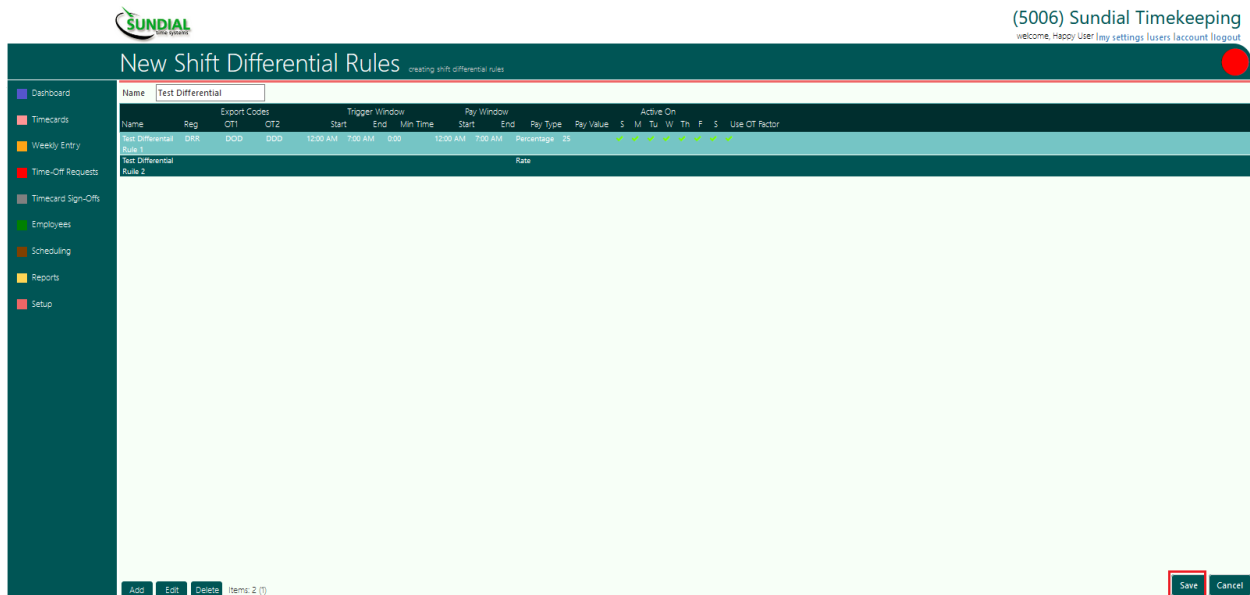 SUNDIAL
time systems
(5006) Sundial Timekeeping
welcome, Happy User |my settings |users |account |logout
New Shift Differential Rules creating shift differential rules
Dashboard
Timecards
Weekly Entry
Time-Off Requests
Timecard Sign-Offs
Employees
Scheduling
Reports
Setup
Name Test Differential
Export Codes Trigger Window Pay Window Active On
Name Reg OT1 OT2 Start End Min Time Start End Pay Type Pay Value S M Tu W Th F S Use OT Factor
Test Differentail DRR DOD DDD 12:00 AM 7:00 AM 0:00 12:00 AM 7:00 AM Percentage 25
Rule 1
Test Differential Rate
Ruile 2
Add Edit Delete Items: 2 (1)
Save Cancel